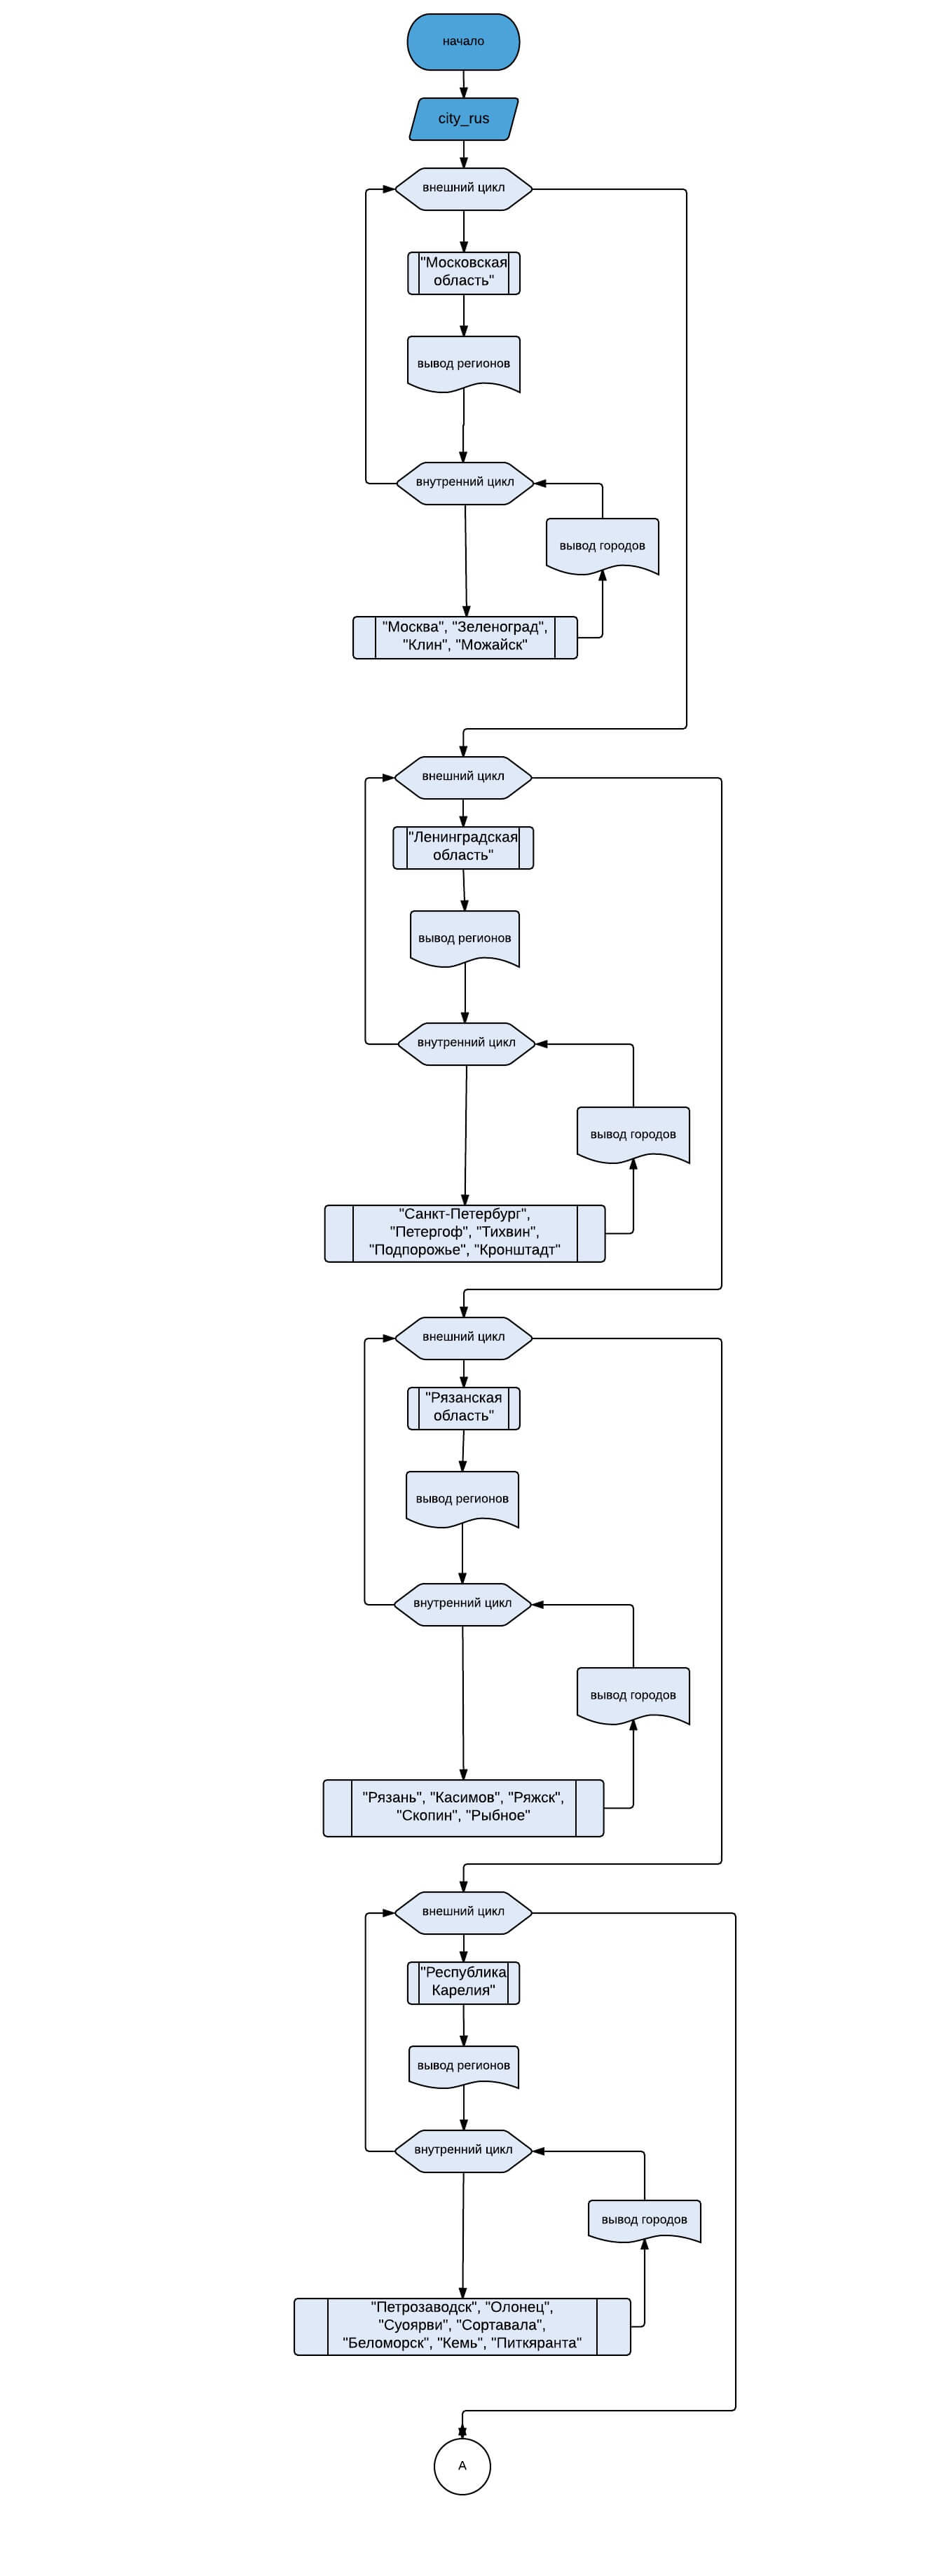 начало
city_rus
внешний цикл
"Московская
область"
вывод регионов
внутренний цикл
вывод городов
"Москва", "Зеленоград",
"Клин", "Можайск"
внешний цикл
"Ленинградская
область"
вывод регионов
внутренний цикл
вывод городов
"Санкт-Петербург",
"Петергоф", "Тихвин",
"Подпорожье", "Кронштадт"
внешний цикл
"Рязанская
область"
вывод регионов
внутренний цикл
вывод городов
"Рязань", "Касимов", "Ряжск",
"Скопин", "Рыбное"
внешний цикл
"Республика
Карелия"
вывод регионов
внутренний цикл
вывод городов
"Петрозаводск", "Олонец",
"Суоярви", "Сортавала",
"Беломорск", "Кемь", "Питкяранта"
А